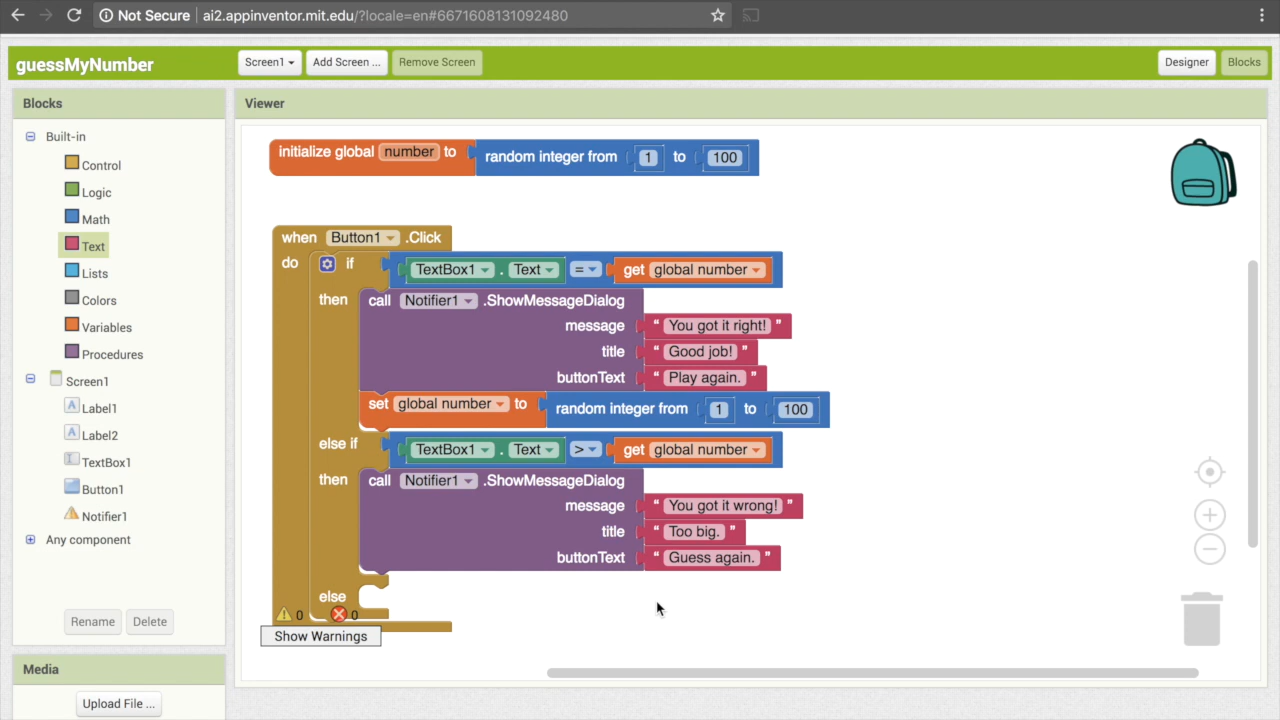 Not Secure | ai2.appinventor.mit.edu/?locale=en#6671608131092480
guessMyNumber Screen1 Add Screen ... Remove Screen Designer Blocks
Blocks
Built-in
Control
Logic
Math
Text
Lists
Colors
Variables
Procedures
Screen1
Label1
Label2
TextBox1
Button1
Notifier1
Any component
Rename Delete
Media
Upload File ...
Viewer
initialize global number to random integer from 1 to 100
when Button1 .Click
do if TextBox1 . Text = get global number
then call Notifier1 .ShowMessageDialog
message " You got it right! "
title " Good job! "
buttonText " Play again. "
set global number to random integer from 1 to 100
else if TextBox1 . Text > get global number
then call Notifier1 .ShowMessageDialog
message " You got it wrong! "
title " Too big. "
buttonText " Guess again. "
else
0 0
Show Warnings